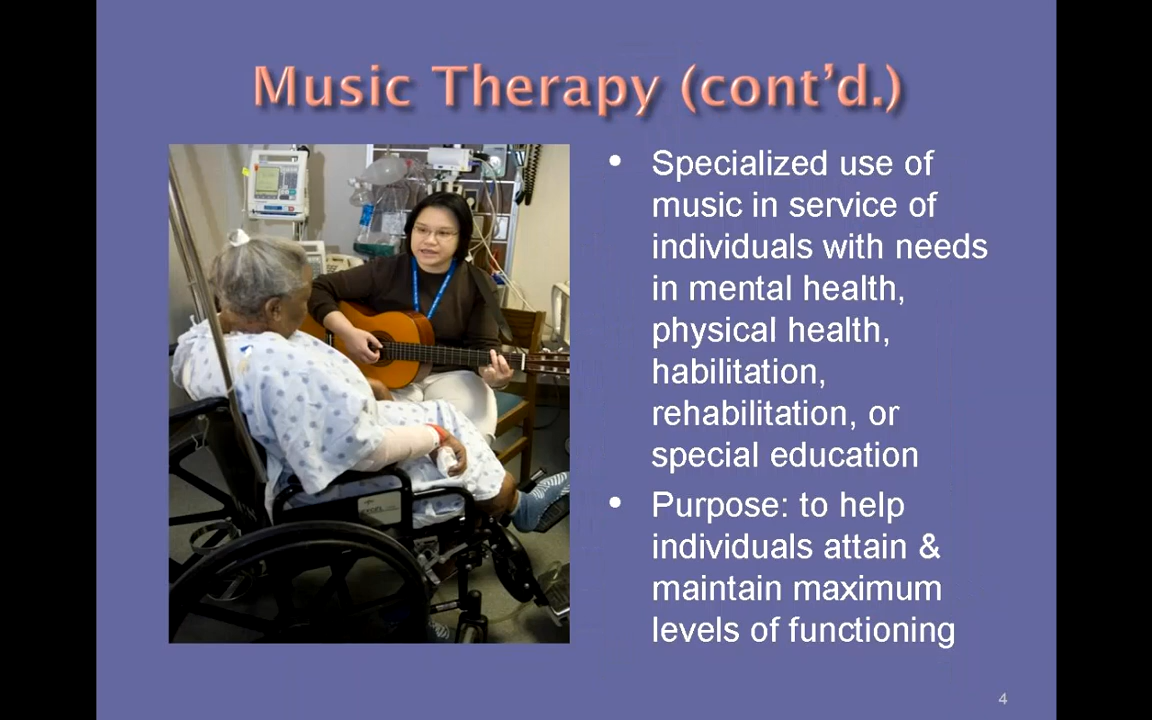 Music Therapy (cont’d.)
• Specialized use of
music in service of
individuals with needs
in mental health,
physical health,
habilitation,
rehabilitation, or
special education
• Purpose: to help
individuals attain &
maintain maximum
levels of functioning
4